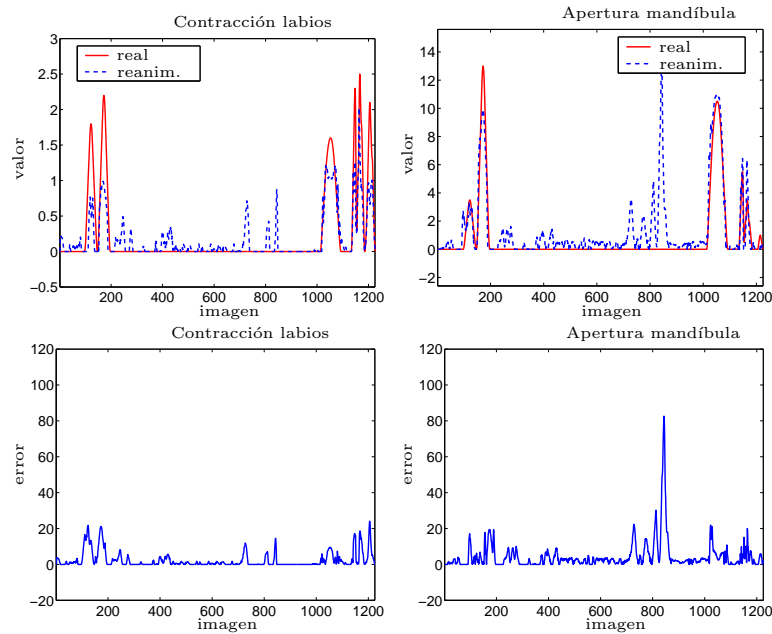 Contracción labios
3
2.5
2
1.5
1
0.5
0
−0.5
valor
real
reanim.
200 400 600 800 1000 1200
imagen
Apertura mandíbula
14
12
10
8
6
4
2
0
−2
valor
real
reanim.
200 400 600 800 1000 1200
imagen
Contracción labios
120
100
80
60
40
20
0
−20
error
200 400 600 800 1000 1200
imagen
Apertura mandíbula
120
100
80
60
40
20
0
−20
error
200 400 600 800 1000 1200
imagen